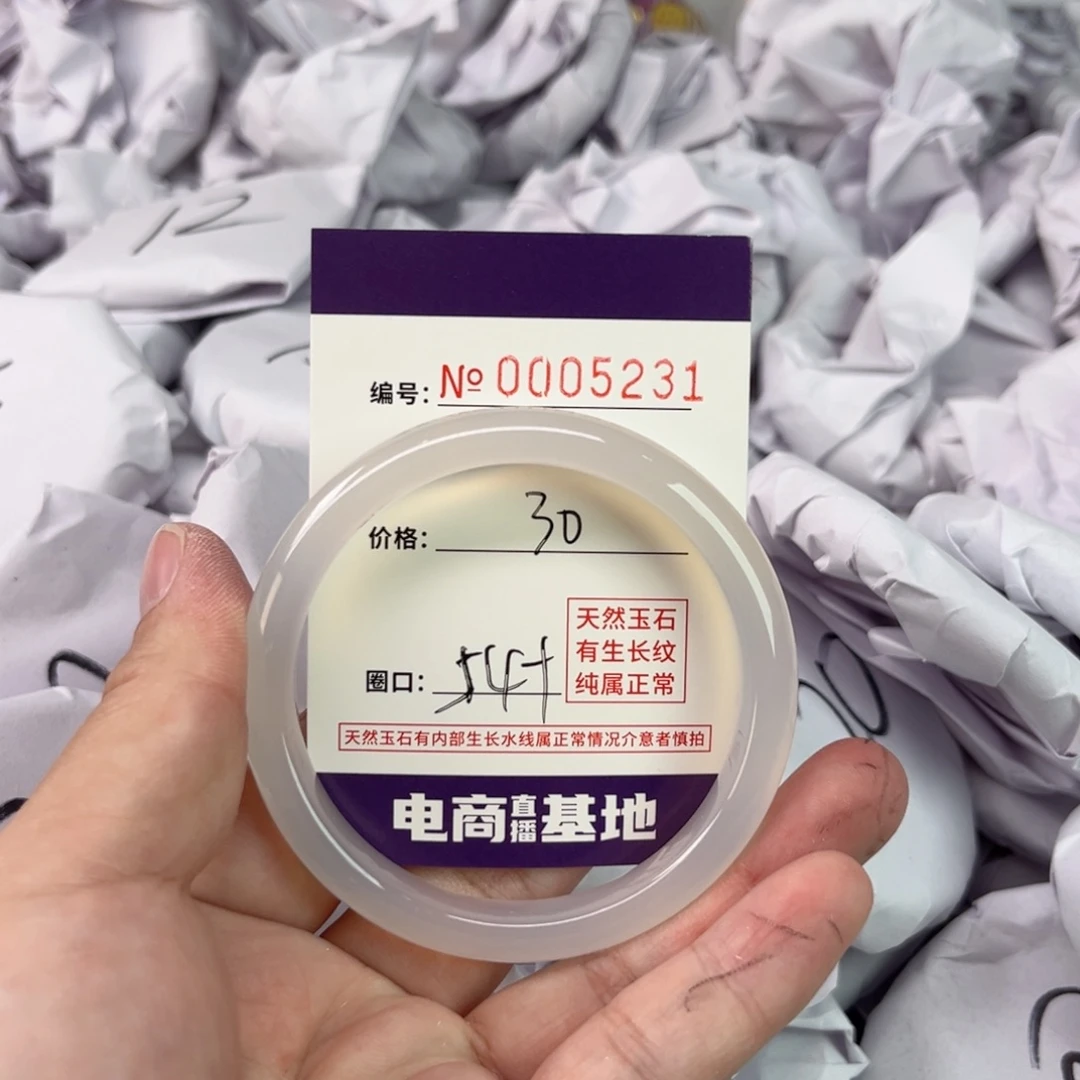 12
编号: № 0005231
价格: 30
圈口:
天然玉石
有生长纹
纯属正常
天然玉石有内部生长水线属正常情况介意者慎拍
电商直播基地